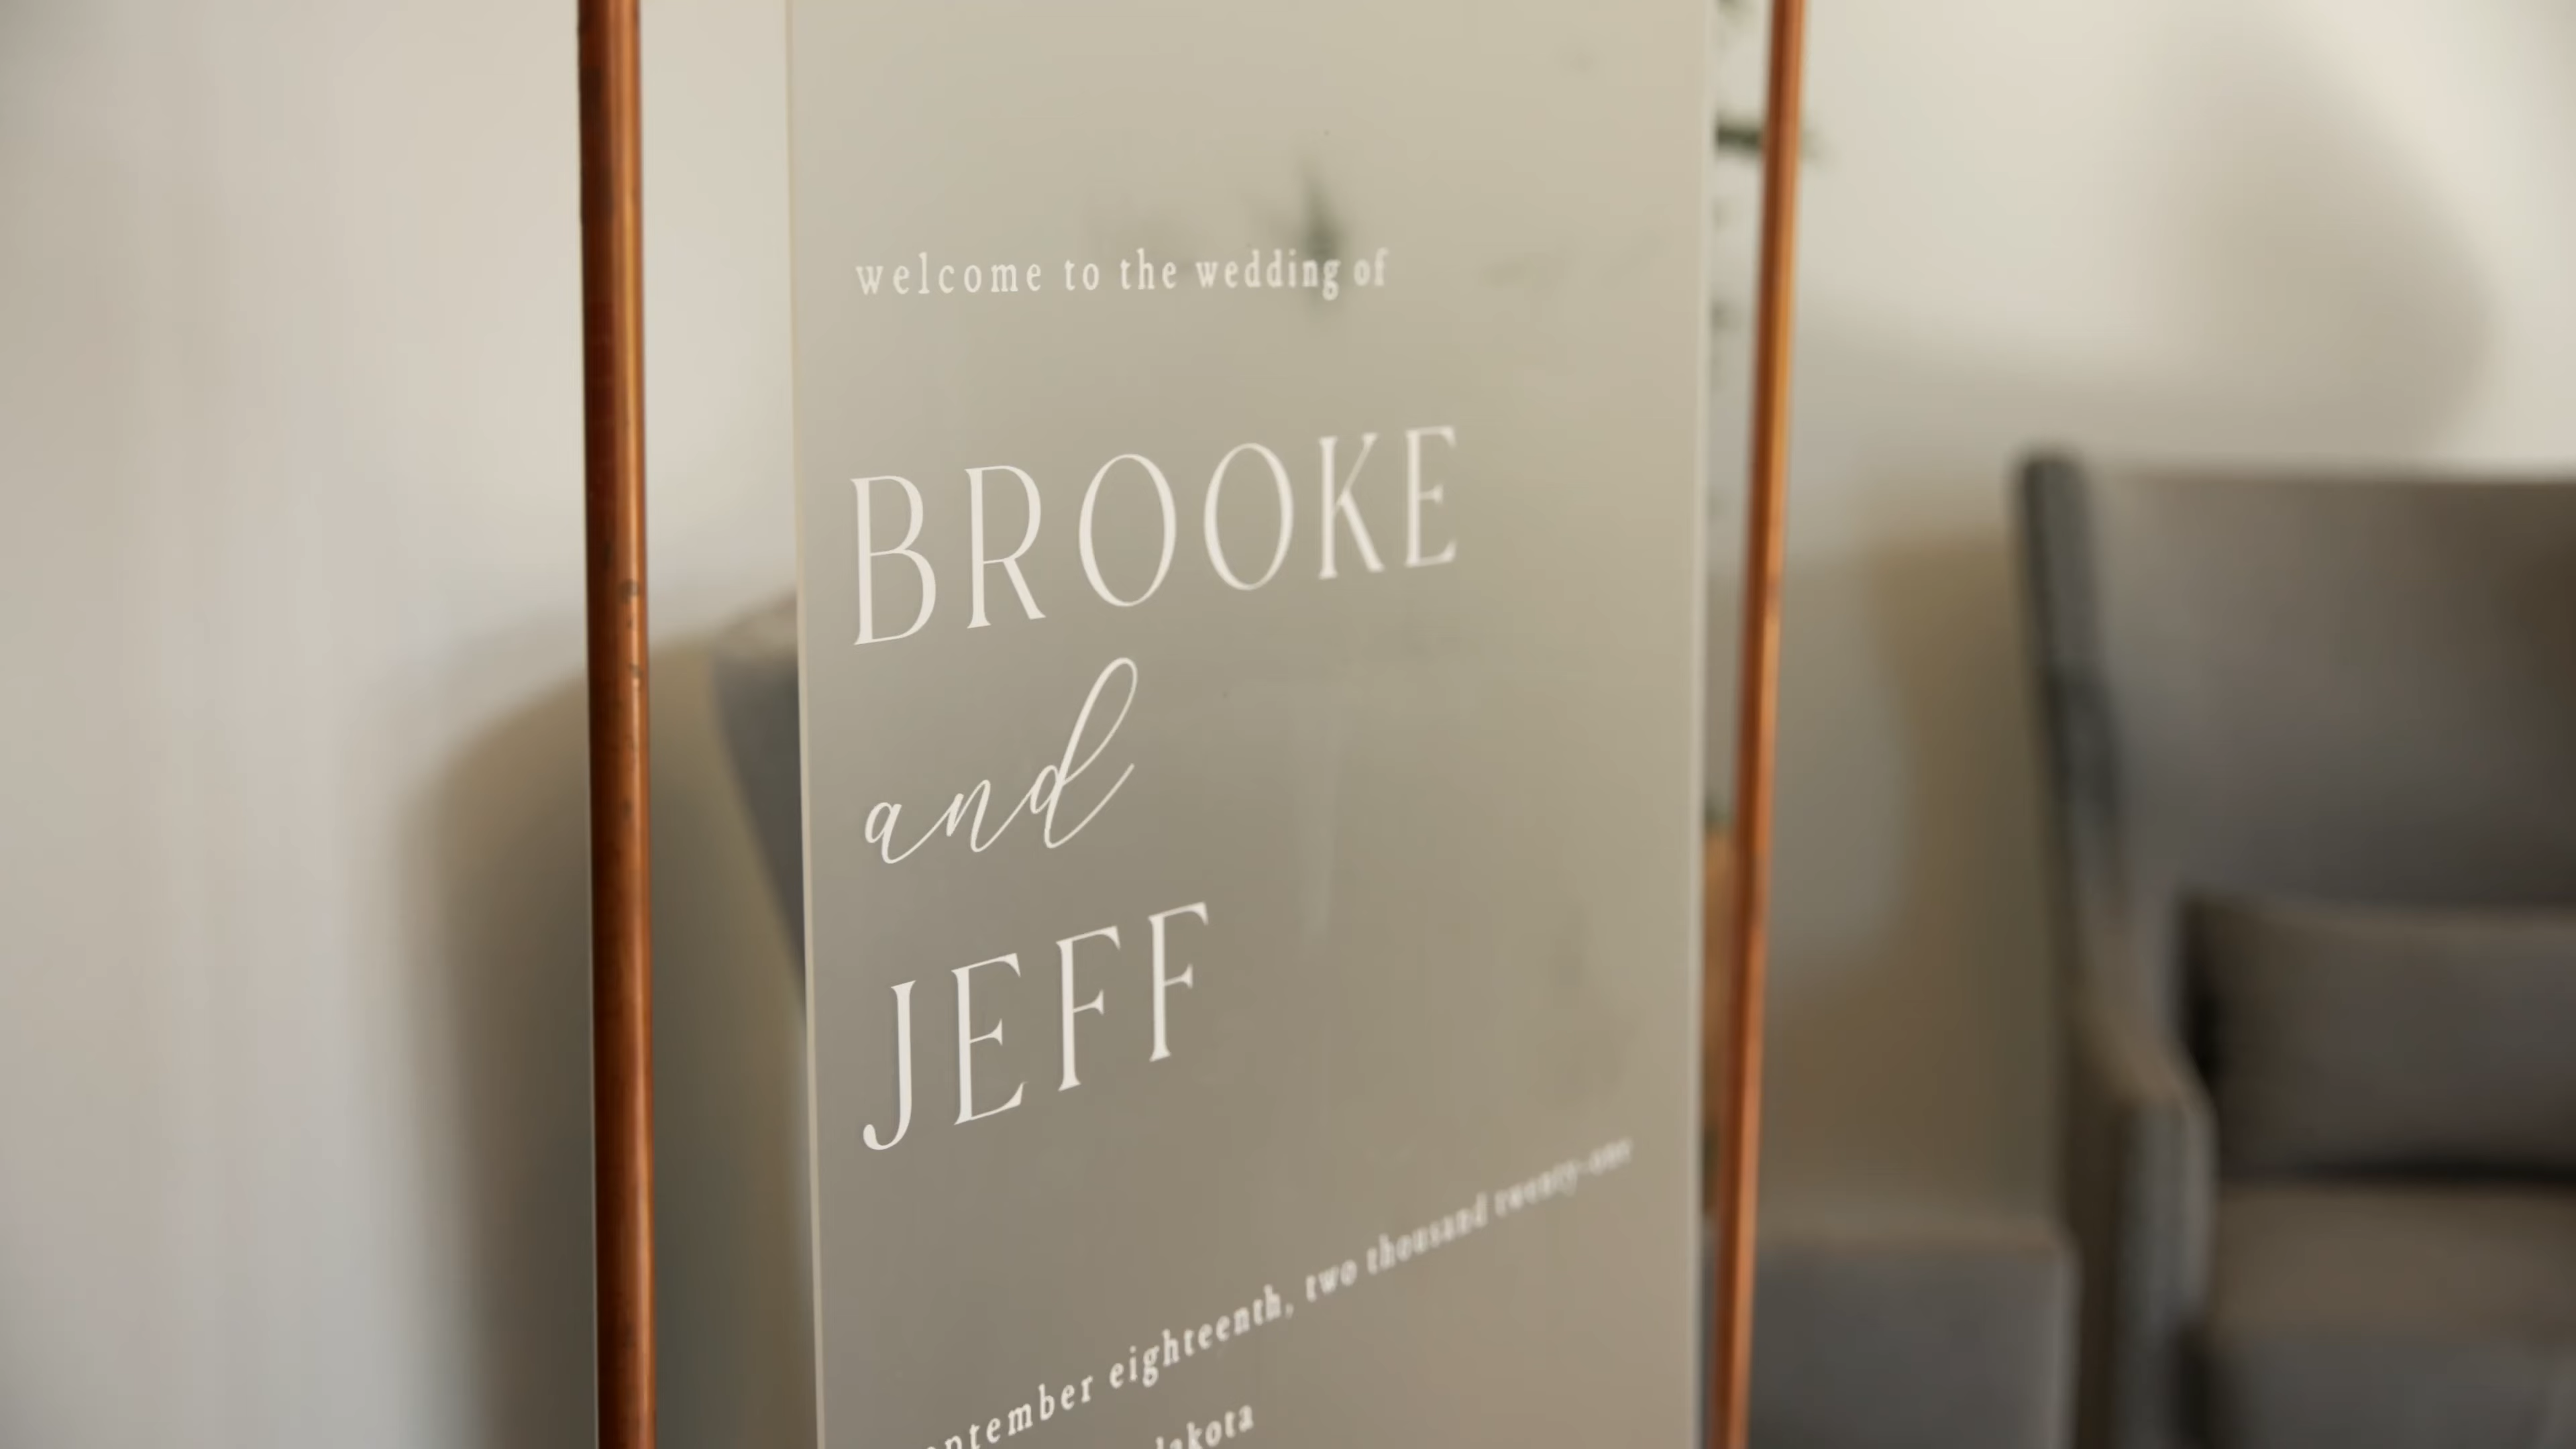 welcome to the wedding of
BROOKE
and
JEFF
eighteenth, two thousand twenty-one